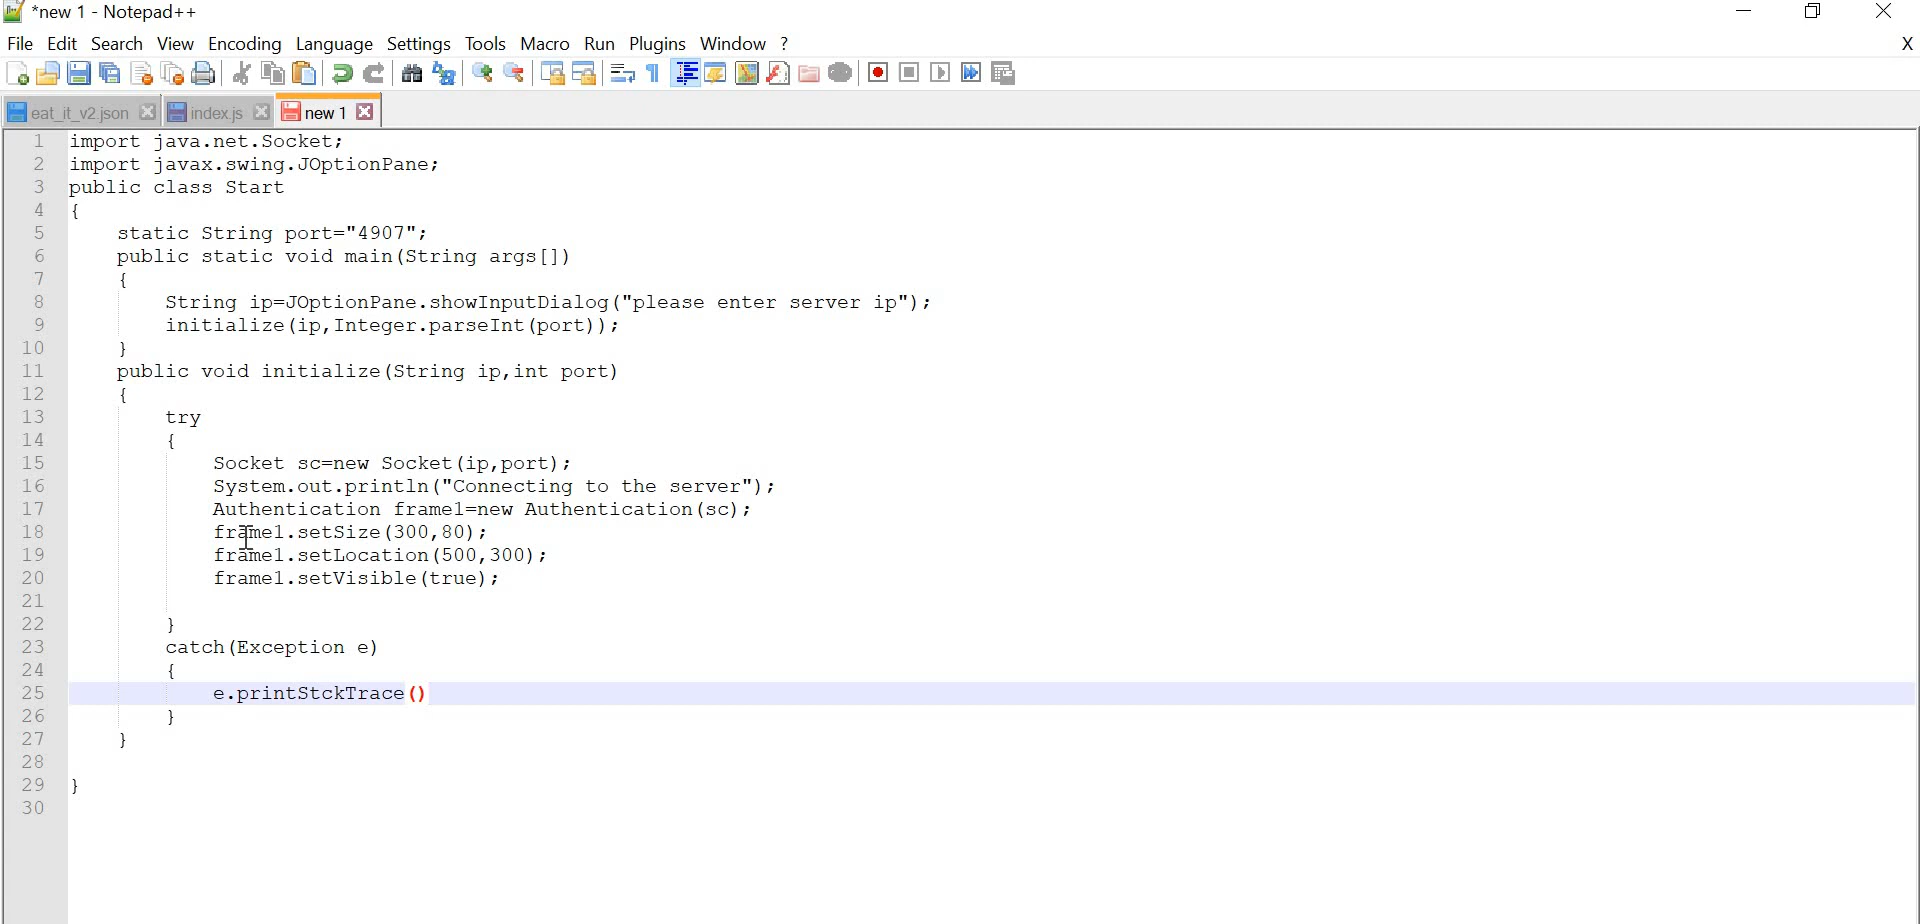 *new 1 - Notepad++
File Edit Search View Encoding Language Settings Tools Macro Run Plugins Window ? X
eat_it_v2.json index.js new 1
1 import java.net.Socket;
2 import javax.swing.JOptionPane;
3 public class Start
4 {
5 static String port="4907";
6 public static void main(String args[])
7 {
8 String ip=JOptionPane.showInputDialog("please enter server ip");
9 initialize(ip,Integer.parseInt(port));
10 }
11 public void initialize(String ip,int port)
12 {
13 try
14 {
15 Socket sc=new Socket(ip,port);
16 System.out.println("Connecting to the server");
17 Authentication frame1=new Authentication(sc);
18 frame1.setSize(300,80);
19 frame1.setLocation(500,300);
20 frame1.setVisible(true);
21
22 }
23 catch(Exception e)
24 {
25 e.printStckTrace()
26 }
27 }
28
29 }
30